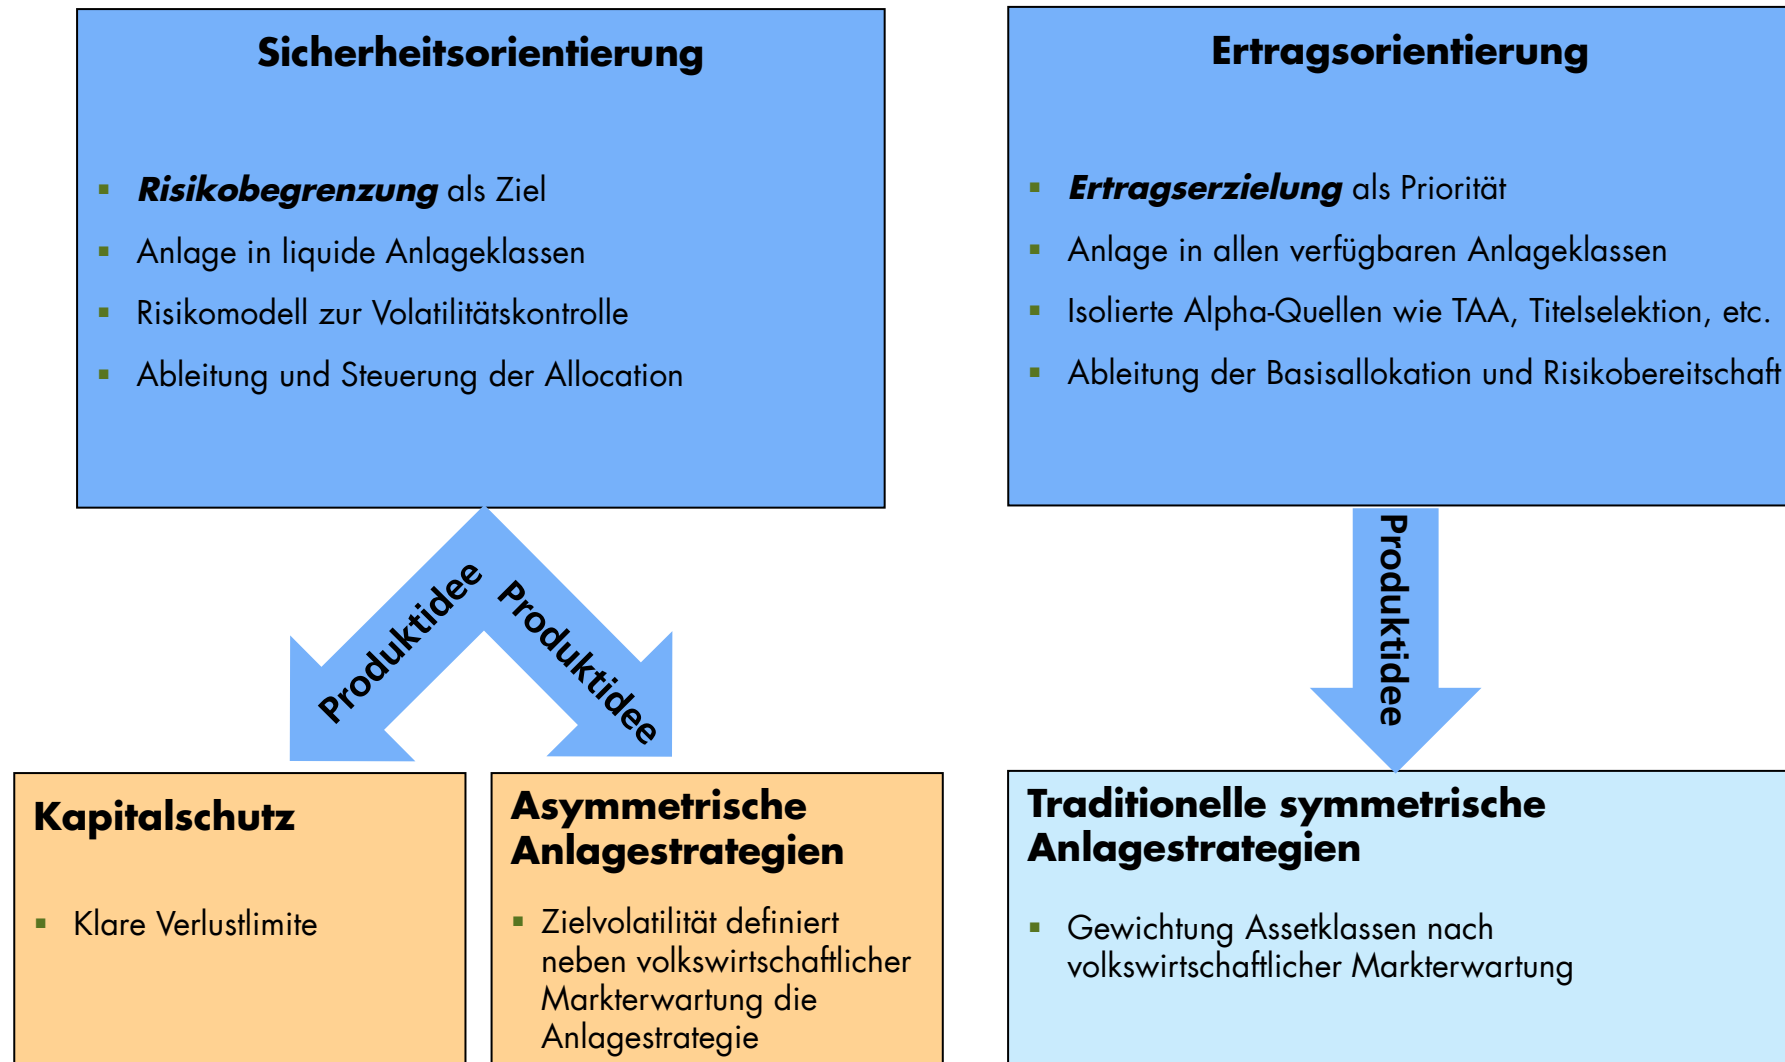 Sicherheitsorientierung
Risikobegrenzung als Ziel
Anlage in liquide Anlageklassen
Risikomodell zur Volatilitätskontrolle
Ableitung und Steuerung der Allocation
Ertragsorientierung
Ertragserzielung als Priorität
Anlage in allen verfügbaren Anlageklassen
Isolierte Alpha-Quellen wie TAA, Titelselektion, etc.
Ableitung der Basisallokation und Risikobereitschaft
Produktidee
Produktidee
Produktidee
Kapitalschutz
Klare Verlustlimite
Asymmetrische
Anlagestrategien
Zielvolatilität definiert
neben volkswirtschaftlicher
Markterwartung die
Anlagestrategie
Traditionelle symmetrische
Anlagestrategien
Gewichtung Assetklassen nach
volkswirtschaftlicher Markterwartung